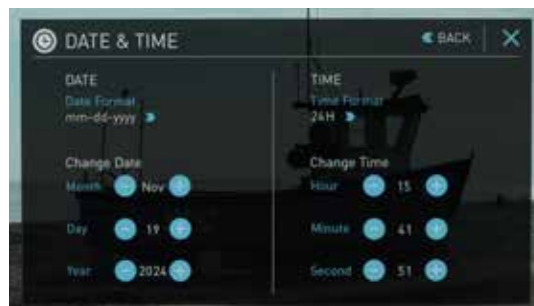 DATE & TIME
BACK
DATE
Date Format
mm-dd-yyyy
Change Date
Month Nov
Day 19
Year 2024
TIME
Time Format
24H
Change Time
Hour 15
Minute 41
Second 51